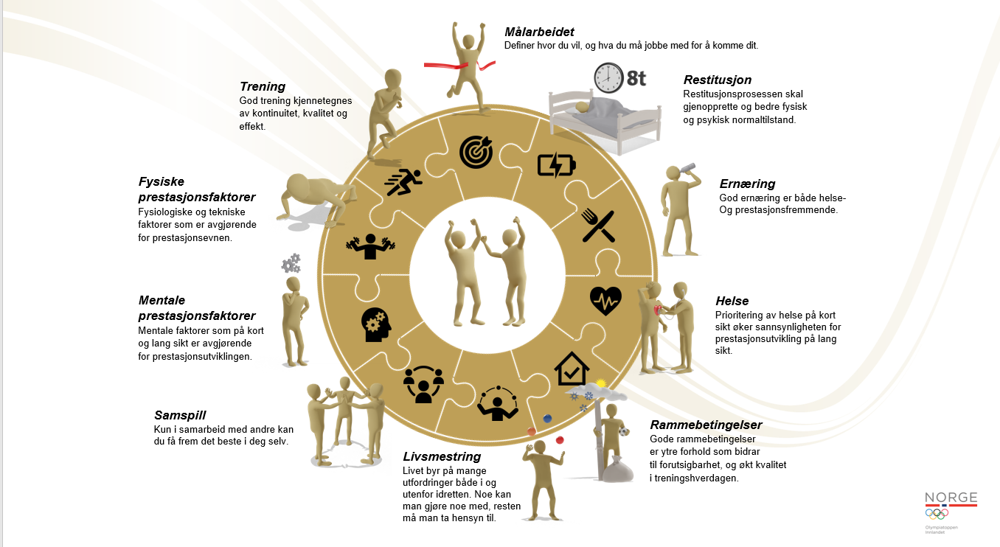 Målarbeidet
Definer hvor du vil, og hva du må jobbe med for å komme dit.
8t
Restitusjon
Restitusjonsprosessen skal
gjenopprette og bedre fysisk
og psykisk normaltilstand.
Ernæring
God ernæring er både helse-
Og prestasjonsfremmende.
Helse
Prioritering av helse på kort
sikt øker sannsynligheten for
prestasjonsutvikling på lang
sikt.
Rammebetingelser
Gode rammebetingelser
er ytre forhold som bidrar
til forutsigbarhet, og økt kvalitet
i treningshverdagen.
Livsmestring
Livet byr på mange
utfordringer både i og
utenfor idretten. Noe kan
man gjøre noe med, resten
må man ta hensyn til.
Samspill
Kun i samarbeid med andre kan
du få frem det beste i deg selv.
Mentale
prestasjonsfaktorer
Mentale faktorer som på kort
og lang sikt er avgjørende
for prestasjonsutviklingen.
Fysiske
prestasjonsfaktorer
Fysiologiske og tekniske
faktorer som er avgjørende
for prestasjonsevnen.
Trening
God trening kjennetegnes
av kontinuitet, kvalitet og
effekt.
NORGE
Olympiatoppen
Innlandet